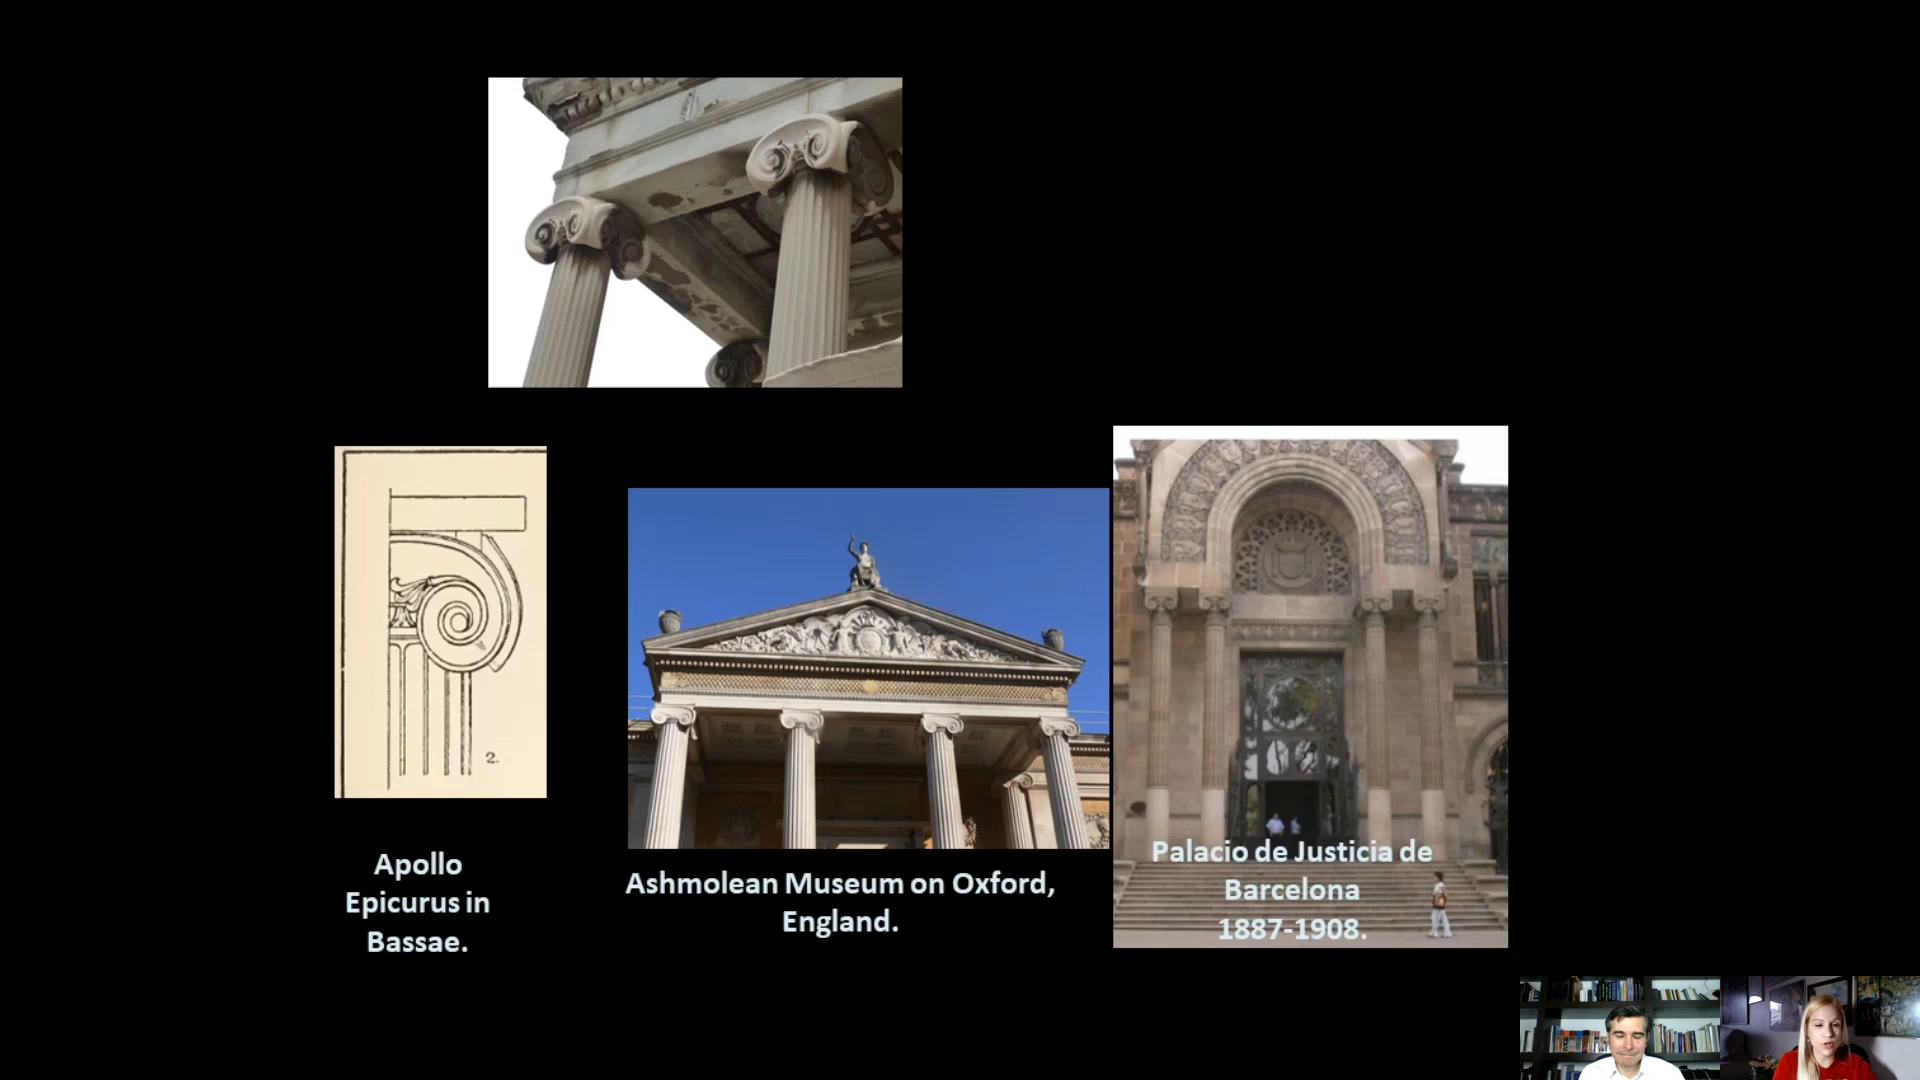 2.
Apollo
Epicurus in
Bassae.
Ashmolean Museum on Oxford,
England.
Palacio de Justicia de
Barcelona
1887-1908.